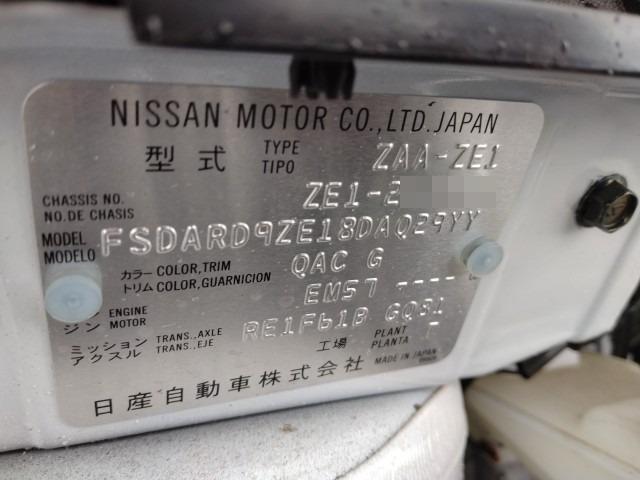 NISSAN MOTOR CO.,LTD.JAPAN
型式 TYPE TIPO ZAA-ZE1
CHASSIS NO. NO.DE CHASIS ZE1-2
MODEL MODELO FSDARD9ZE18DAQ29YY
カラー COLOR,TRIM トリム COLOR,GUARNICION QAC G
ジン ENGINE MOTOR EM57 ----
ミッション アクスル TRANS.,AXLE TRANS.,EJE RE1F61B GQ31
工場 PLANT PLANTA
MADE IN JAPAN
日産自動車株式会社